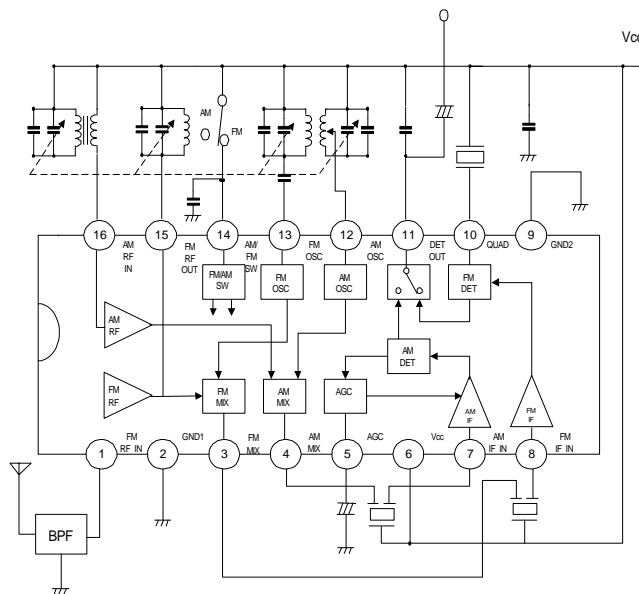 Vcc
AM
FM
16
AM
RF
IN
15
FM
RF
OUT
14
AM/
FM
SW
13
FM
OSC
12
AM
OSC
11
DET
OUT
10
QUAD
9
GND2
FM/AM
SW
FM
OSC
AM
OSC
FM
DET
AM
RF
AM
DET
FM
RF
FM
MIX
AM
MIX
AGC
AM
IF
FM
IF
1
FM
RF IN
2
GND1
3
FM
MIX
4
AM
MIX
5
AGC
6
Vcc
7
AM
IF IN
8
FM
IF IN
BPF